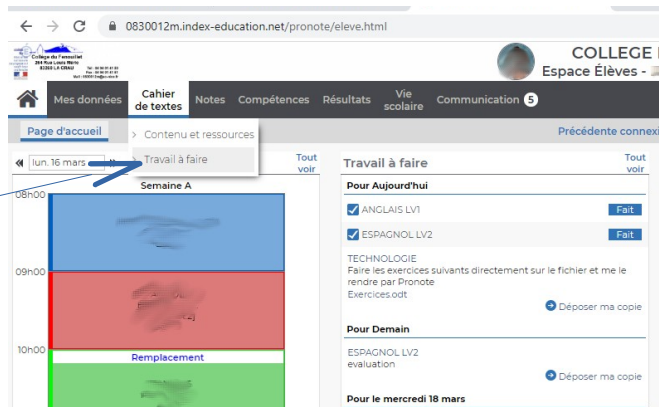 0830012m.index-education.net/pronote/eleve.html
Collège du Fenouillet
COLLEGE
Espace Élèves -
Mes données
Cahier
de textes
Notes
Compétences
Résultats
Vie
scolaire
Communication 5
Page d'accueil
> Contenu et ressources
Précédente connexi
> Travail à faire
lun. 16 mars
Tout
voir
Semaine A
08h00
09h00
10h00
Remplacement
Travail à faire
Tout
voir
Pour Aujourd'hui
ANGLAIS LV1
Fait
ESPAGNOL LV2
Fait
TECHNOLOGIE
Faire les exercices suivants directement sur le fichier et me le
rendre par Pronote
Exercices.odt
Déposer ma copie
Pour Demain
ESPAGNOL LV2
evaluation
Déposer ma copie
Pour le mercredi 18 mars